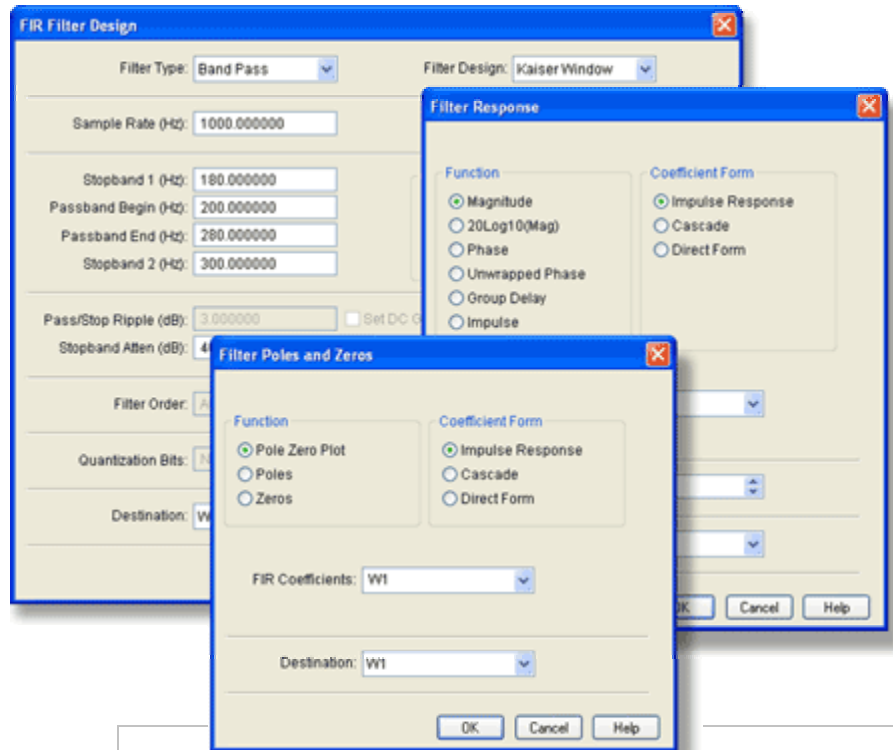 FIR Filter Design
Filter Type: Band Pass
Filter Design: Kaiser Window
Sample Rate (Hz): 1000.000000
Stopband 1 (Hz): 180.000000
Passband Begin (Hz): 200.000000
Passband End (Hz): 280.000000
Stopband 2 (Hz): 300.000000
Pass/Stop Ripple (dB): 3.000000
Set DC G
Stopband Atten (dB): 4
Filter Order: A
Quantization Bits: N
Destination: W
Filter Response
Function
Magnitude
20Log10(Mag)
Phase
Unwrapped Phase
Group Delay
Impulse
Coefficient Form
Impulse Response
Cascade
Direct Form
Cancel
Help
Filter Poles and Zeros
Function
Pole Zero Plot
Poles
Zeros
Coefficient Form
Impulse Response
Cascade
Direct Form
FIR Coefficients: W1
Destination: W1
OK
Cancel
Help